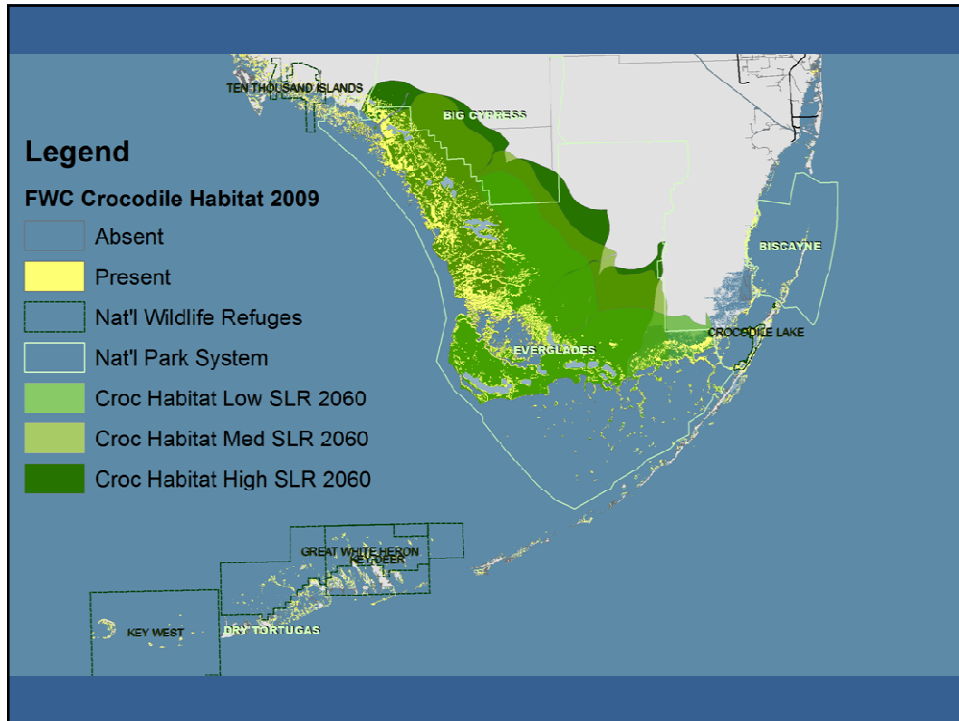 TEN THOUSAND ISLANDS
BIG CYPRESS
Legend
FWC Crocodile Habitat 2009
Absent
Present
Nat'l Wildlife Refuges
Nat'l Park System
Croc Habitat Low SLR 2060
Croc Habitat Med SLR 2060
Croc Habitat High SLR 2060
BISCAYNE
CROCODILE LAKE
EVERGLADES
GREAT WHITE HERON
KEY DEER
KEY WEST
DRY TORTUGAS